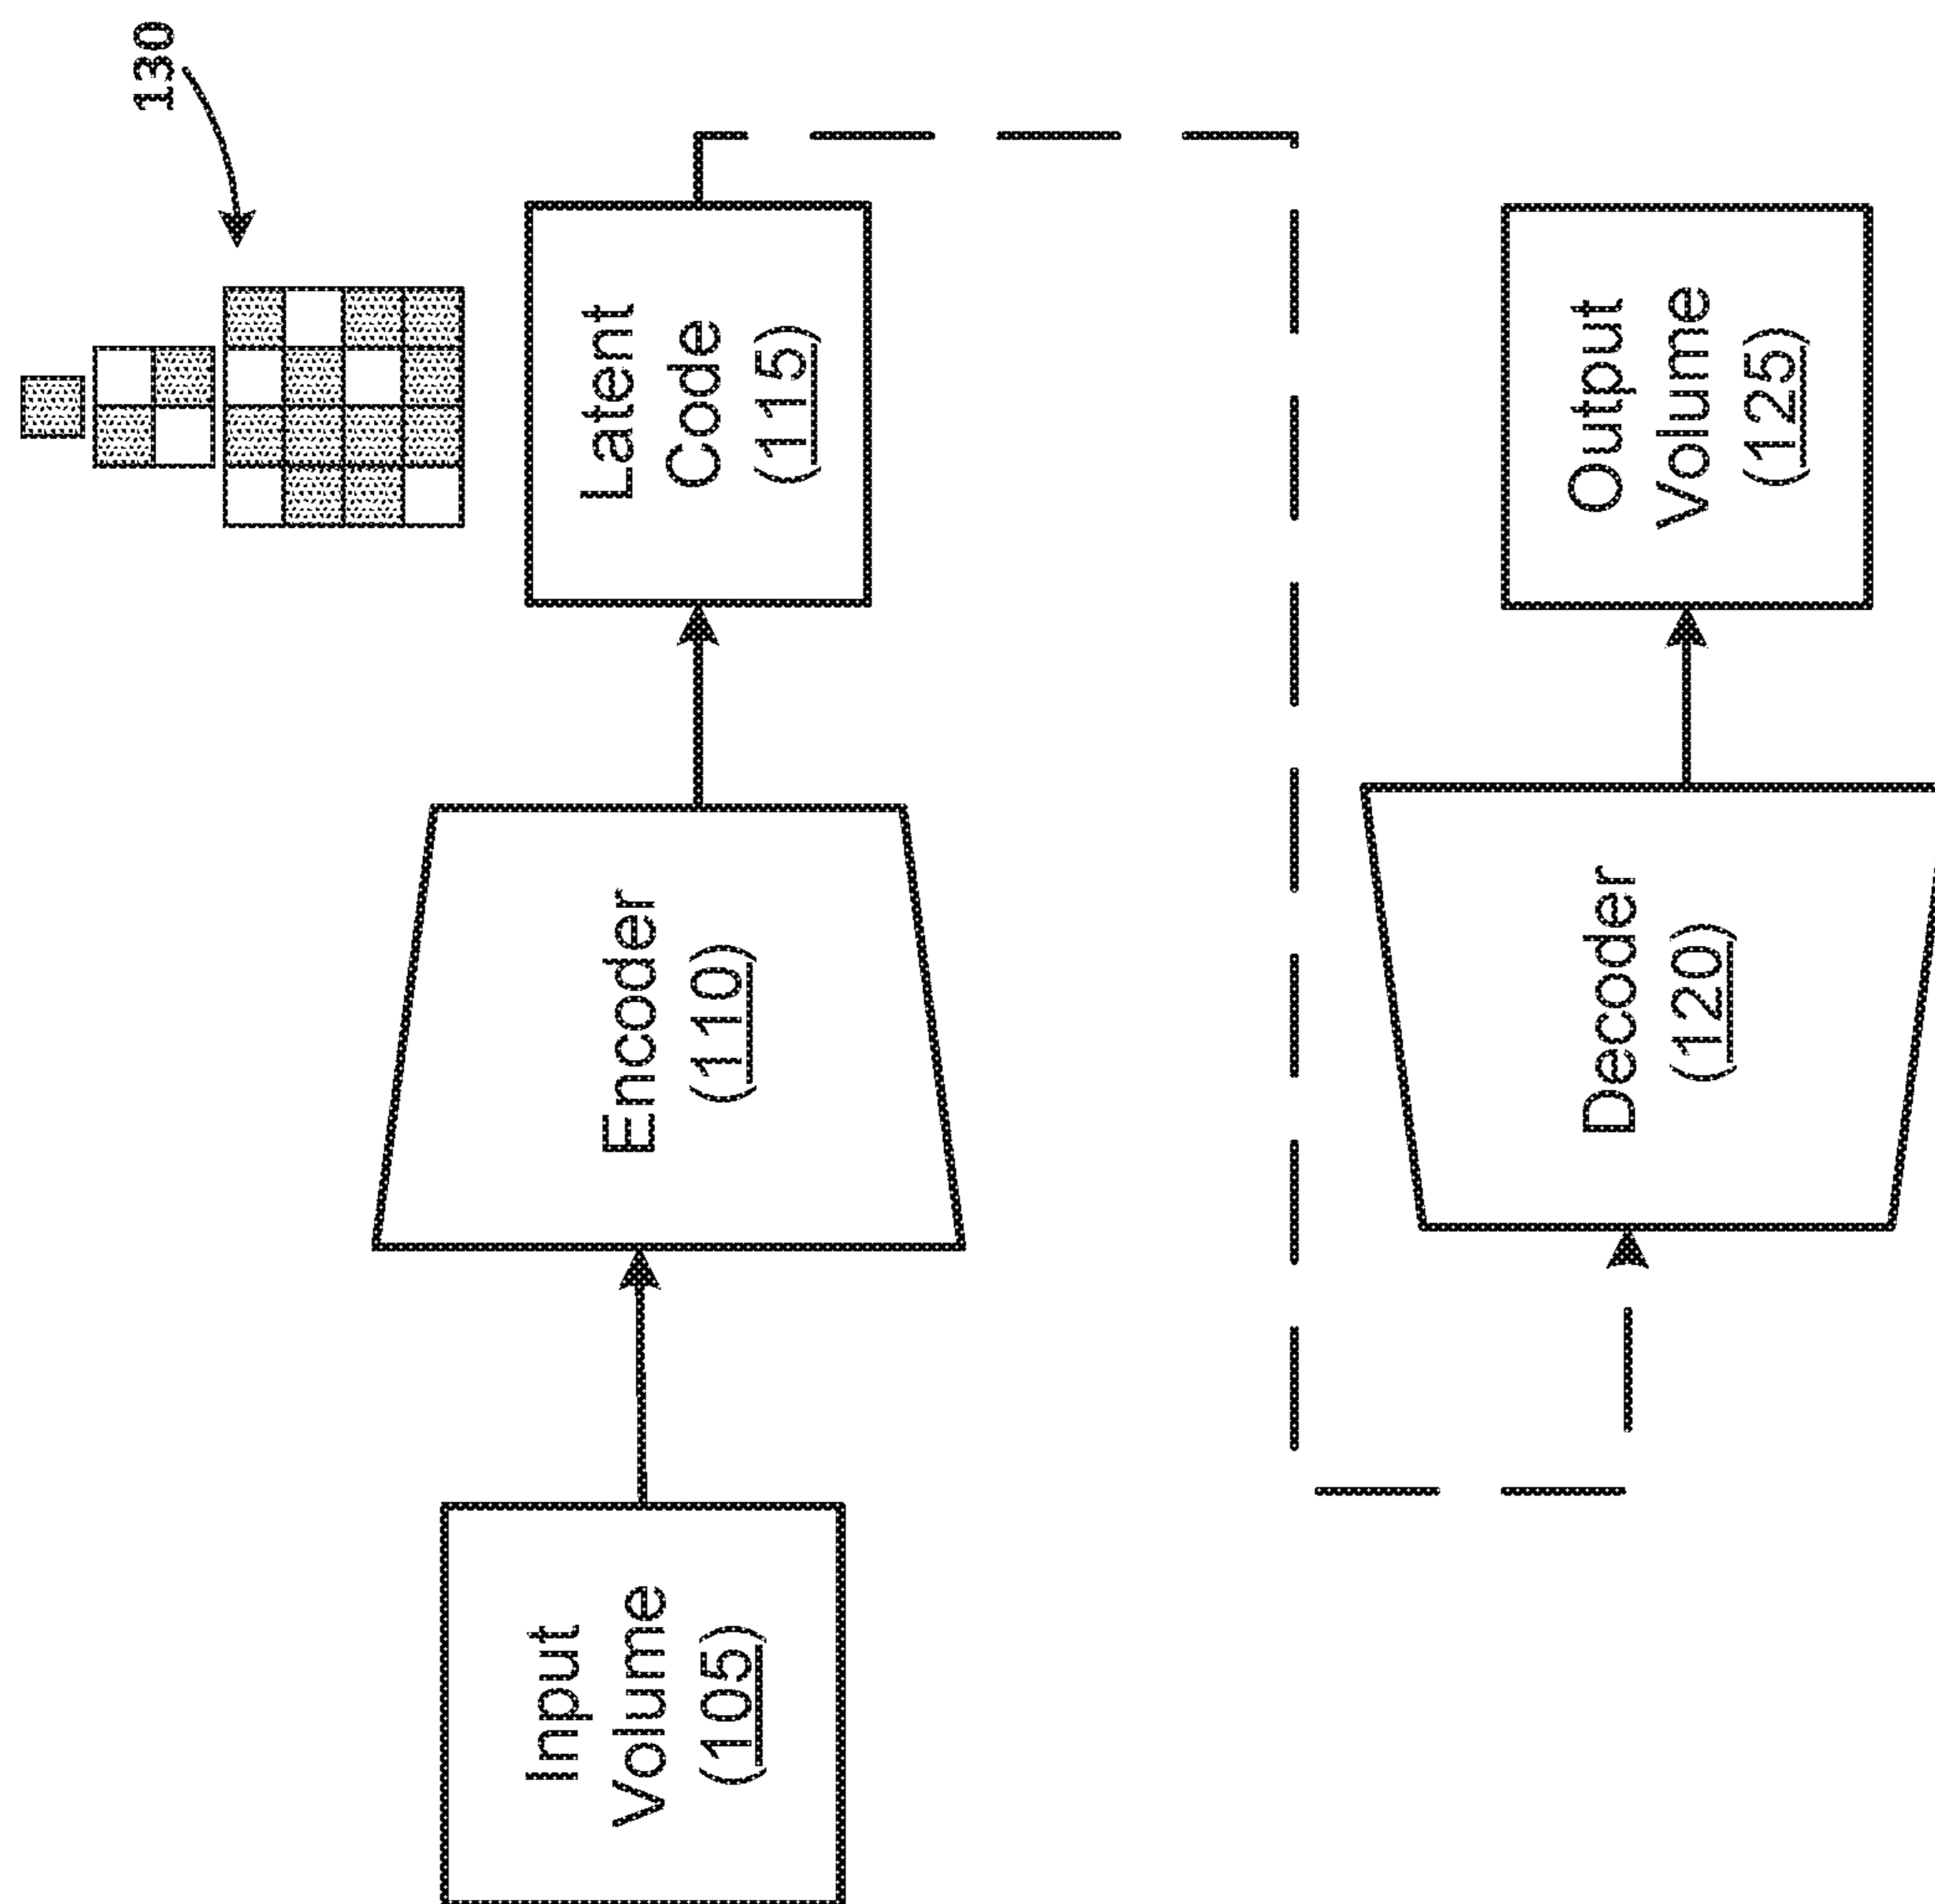 130
Input
Volume
(105)
Encoder
(110)
Latent
Code
(115)
Decoder
(120)
Output
Volume
(125)